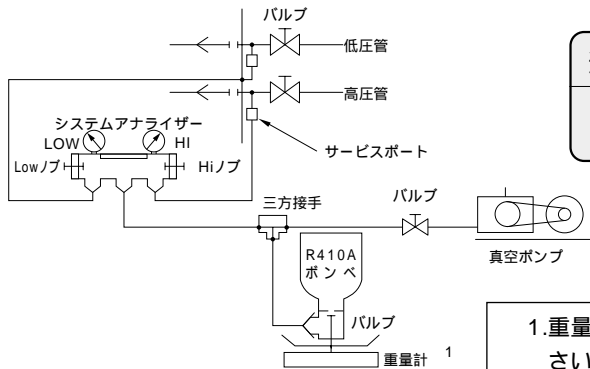 バルブ
低圧管
高圧管
システムアナライザー
LOW
HI
サービスポート
Lowノブ
Hiノブ
三方接手
バルブ
R410A
ボンベ
真空ポンプ
バルブ
重量計 1
1.重量
さい